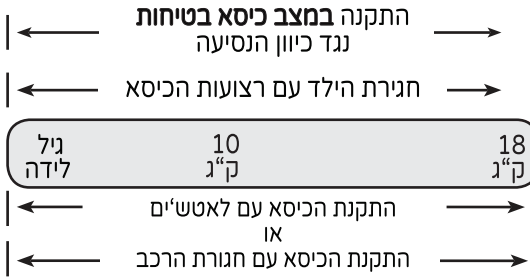 התקנה במצב כיסא בטיחות
נגד כיוון הנסיעה
חגירת הילד עם רצועות הכיסא
גיל 10 18
לידה ק"ג ק"ג
התקנת הכיסא עם לאטש'ים
או
התקנת הכיסא עם חגורת הרכב